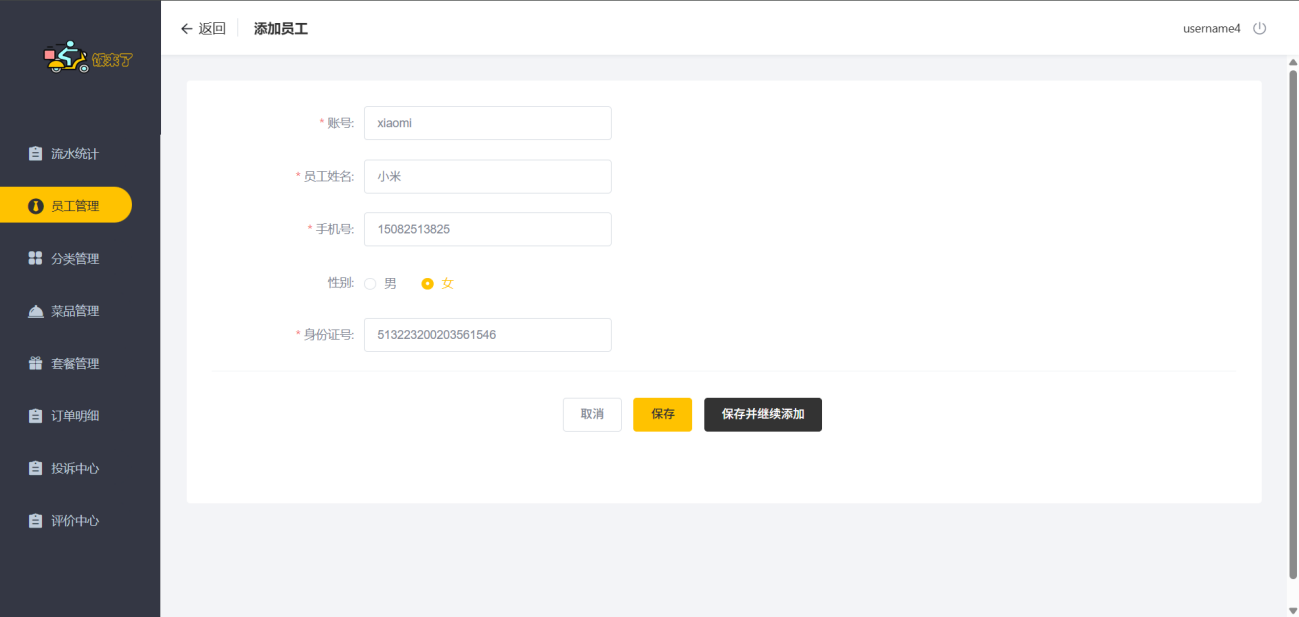 饭来了
← 返回 添加员工 username4
流水统计
员工管理
分类管理
菜品管理
套餐管理
订单明细
投诉中心
评价中心
* 账号: xiaomi
* 员工姓名: 小米
* 手机号: 15082513825
性别: 男 女
* 身份证号: 513223200203561546
取消 保存 保存并继续添加